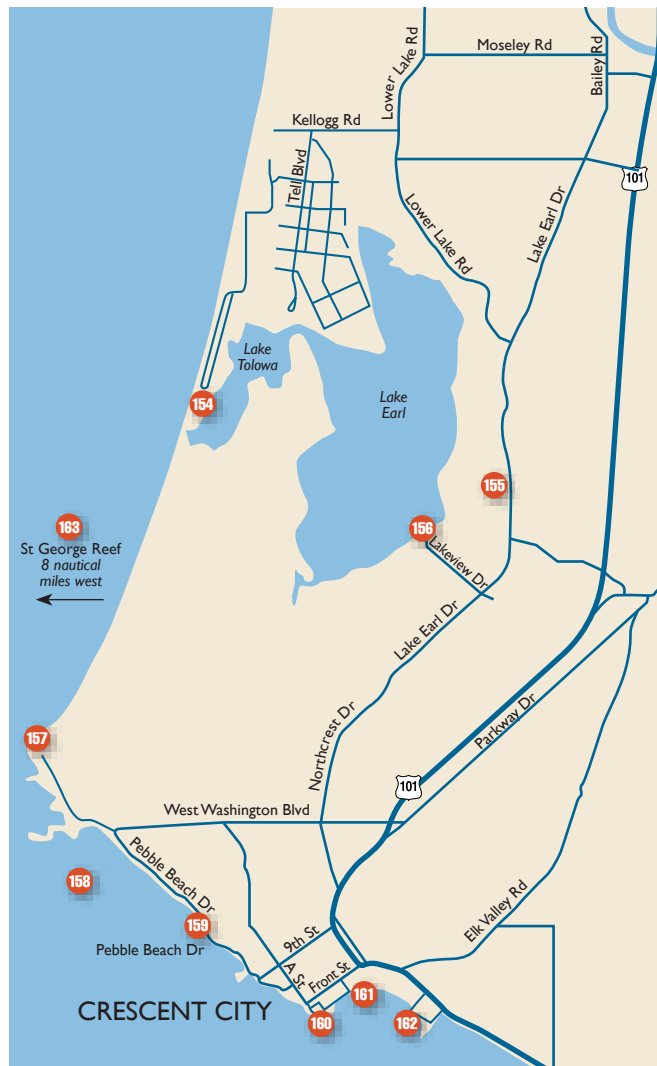 Moseley Rd
Lower Lake Rd
Bailey Rd
Kellogg Rd
Tell Blvd
101
Lower Lake Rd
Lake Earl Dr
Lake
Tolowa
Lake
Earl
154
155
156
163
St George Reef
8 nautical
miles west
Lakeview Dr
Lake Earl Dr
157
Northcrest Dr
Parkway Dr
101
West Washington Blvd
158
Pebble Beach Dr
159
Pebble Beach Dr
9th St
Elk Valley Rd
A St
Front St
161
CRESCENT CITY
160
162